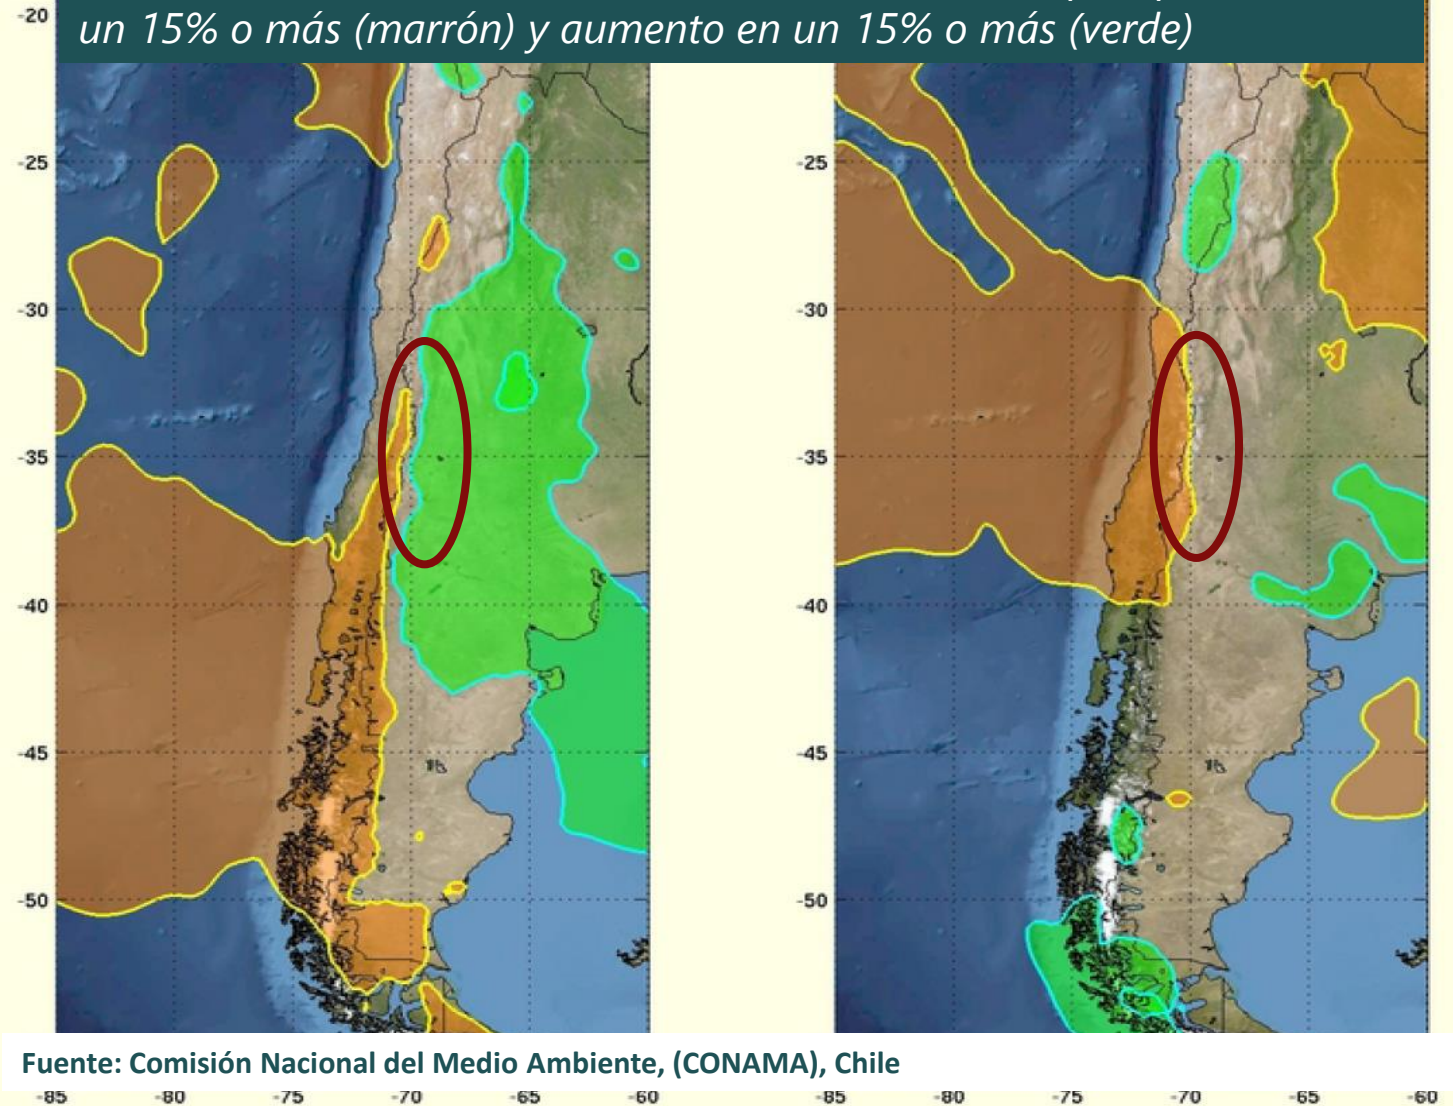 un 15% o más (marrón) y aumento en un 15% o más (verde)
-20
-25 -25
-30 -30
-35 -35
-40 -40
-45 -45
-50 -50
Fuente: Comisión Nacional del Medio Ambiente, (CONAMA), Chile
-85 -80 -75 -70 -65 -60 -85 -80 -75 -70 -65 -60